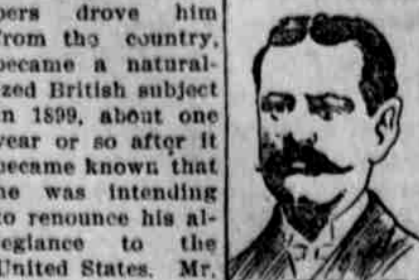 pers drove him
from the country,
became a natural-
ized British subject
in 1899, about one
year or so after it
became known that
he was intending
to renounce his al-
legiance to the
United States. Mr.